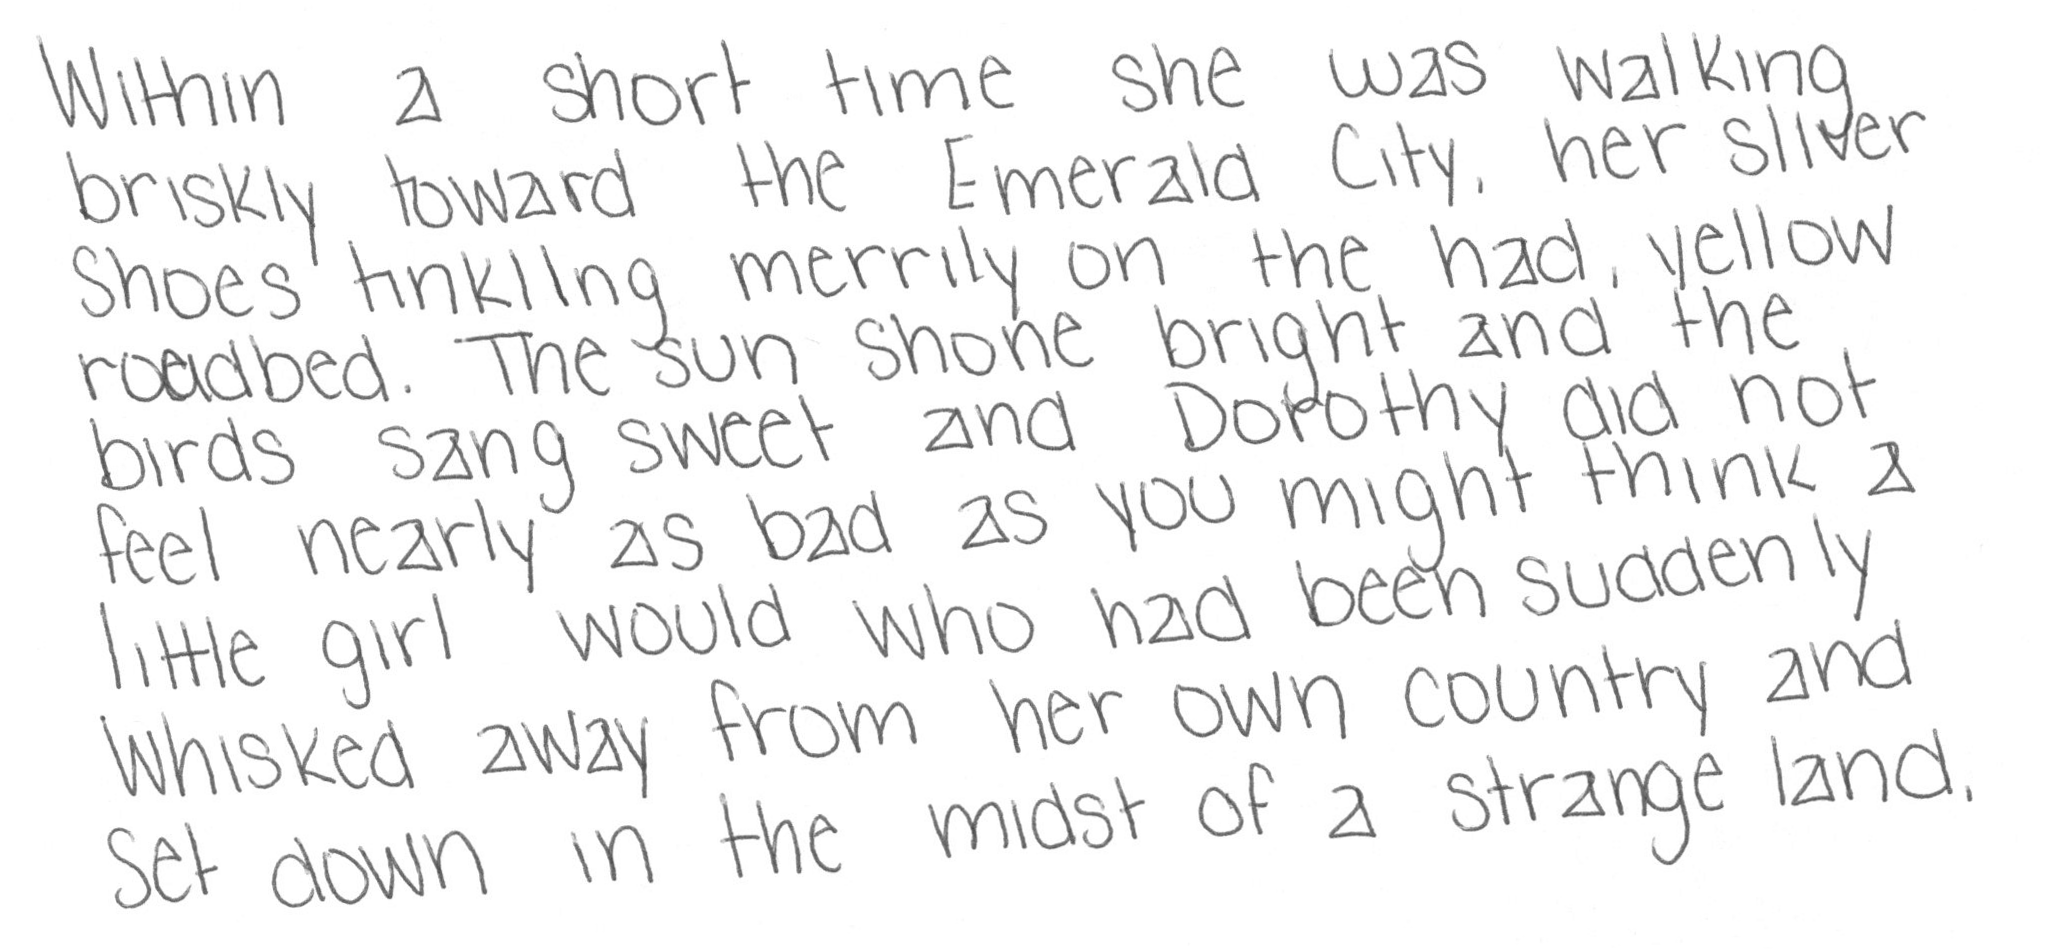 Within a short time she was walking
briskly toward the Emerald City, her sliver
Shoes tinkling merrily on the had, yellow
roadbed. The sun shone bright and the
birds sang sweet and Dorothy did not
feel nearly as bad as you might think a
little girl would who had been suddenly
whisked away from her own country and
set down in the midst of a strange land.